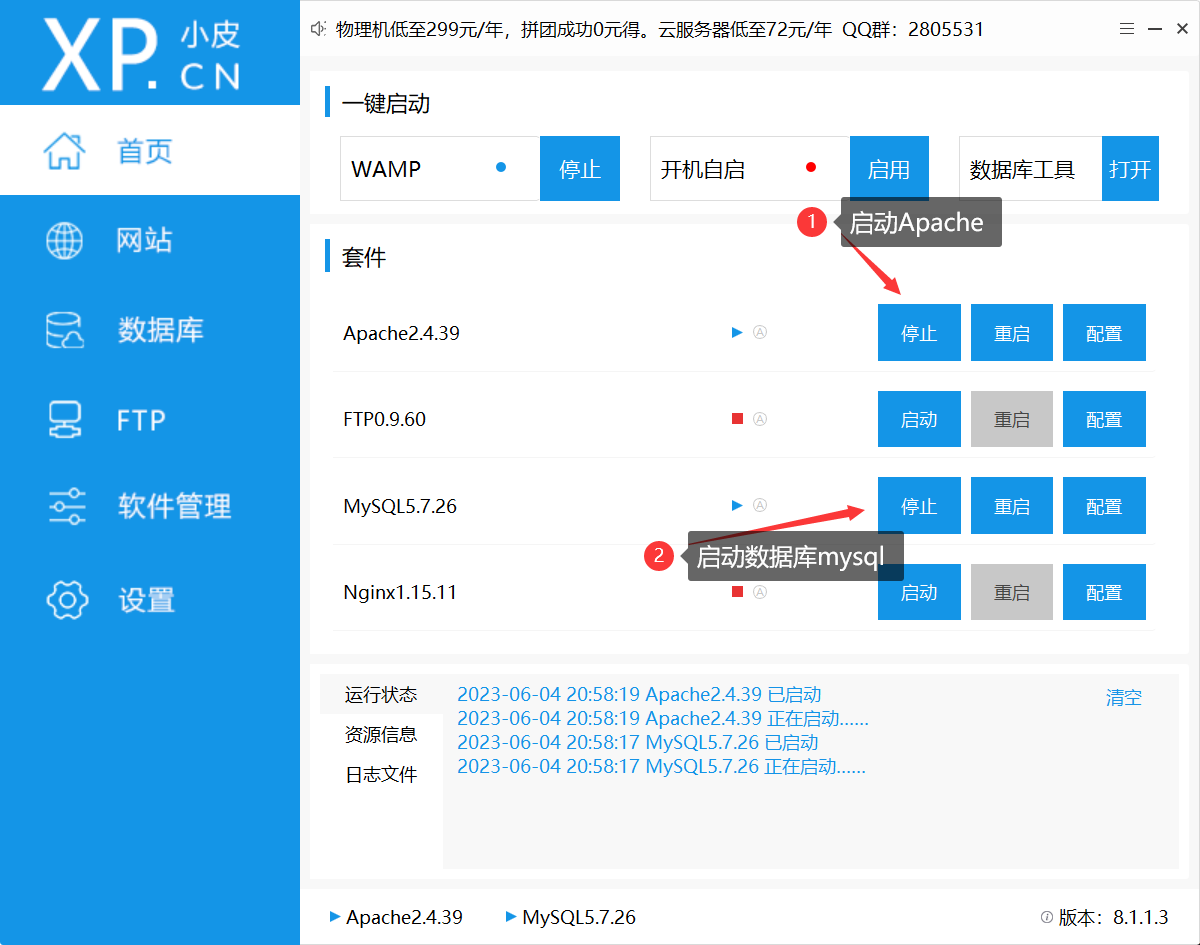 XP.小皮
CN
物理机低至299元/年，拼团成功0元得。云服务器低至72元/年 QQ群：2805531
首页
网站
数据库
FTP
软件管理
设置
一键启动
WAMP 停止 开机自启 启用 数据库工具 打开
1 启动Apache
套件
Apache2.4.39 A 停止 重启 配置
FTP0.9.60 A 启动 重启 配置
MySQL5.7.26 A 停止 重启 配置
2 启动数据库mysql
Nginx1.15.11 A 启动 重启 配置
运行状态
资源信息
日志文件
2023-06-04 20:58:19 Apache2.4.39 已启动
2023-06-04 20:58:19 Apache2.4.39 正在启动......
2023-06-04 20:58:17 MySQL5.7.26 已启动
2023-06-04 20:58:17 MySQL5.7.26 正在启动......
清空
Apache2.4.39 MySQL5.7.26 版本：8.1.1.3